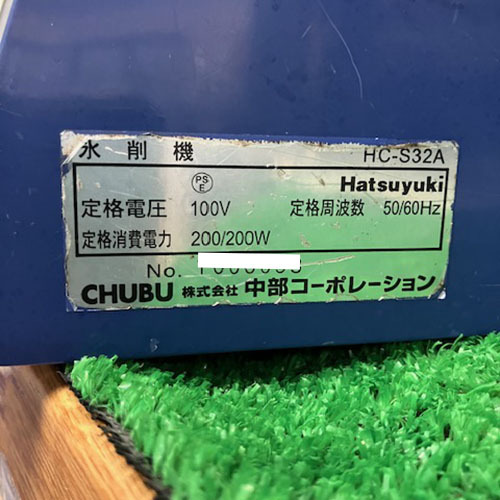 氷削機 HC-S32A
PS
E
Hatsuyuki
定格電圧 100V 定格周波数 50/60Hz
定格消費電力 200/200W
No.
CHUBU 株式会社 中部コーポレーション